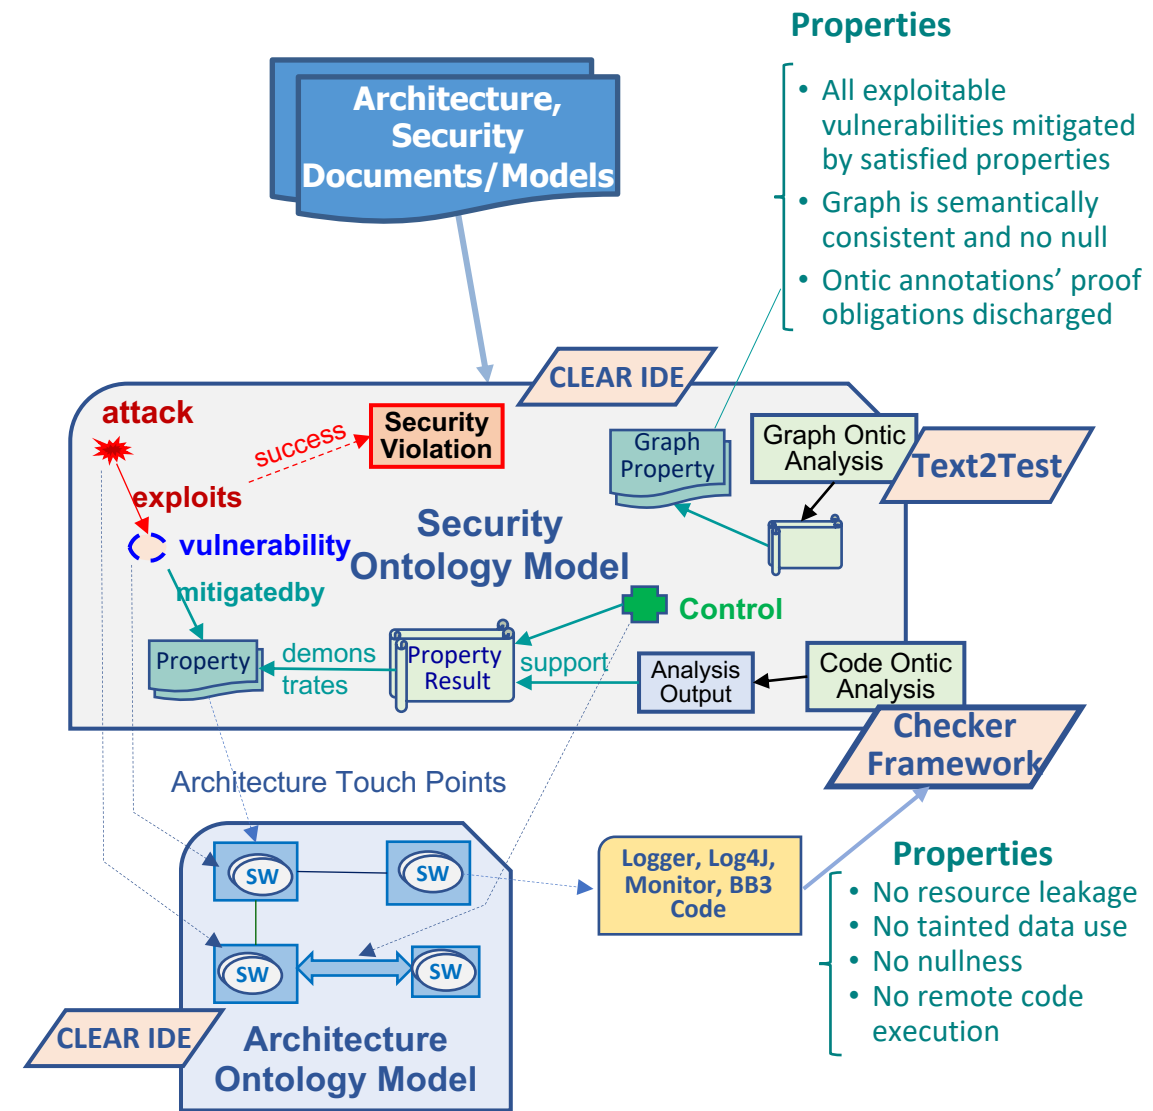 Properties
• All exploitable
vulnerabilities mitigated
by satisfied properties
• Graph is semantically
consistent and no null
• Ontic annotations’ proof
obligations discharged
Architecture,
Security
Documents/Models
CLEAR IDE
attack
success
Security
Violation
Graph
Property
Graph Ontic
Analysis
Text2Test
exploits
vulnerability
Security
Ontology Model
mitigatedby
Control
Property
demons
trates
Property
Result
support
Analysis
Output
Code Ontic
Analysis
Checker
Framework
Architecture Touch Points
SW
SW
SW
SW
Logger, Log4J,
Monitor, BB3
Code
Properties
• No resource leakage
• No tainted data use
• No nullness
• No remote code
execution
CLEAR IDE
Architecture
Ontology Model